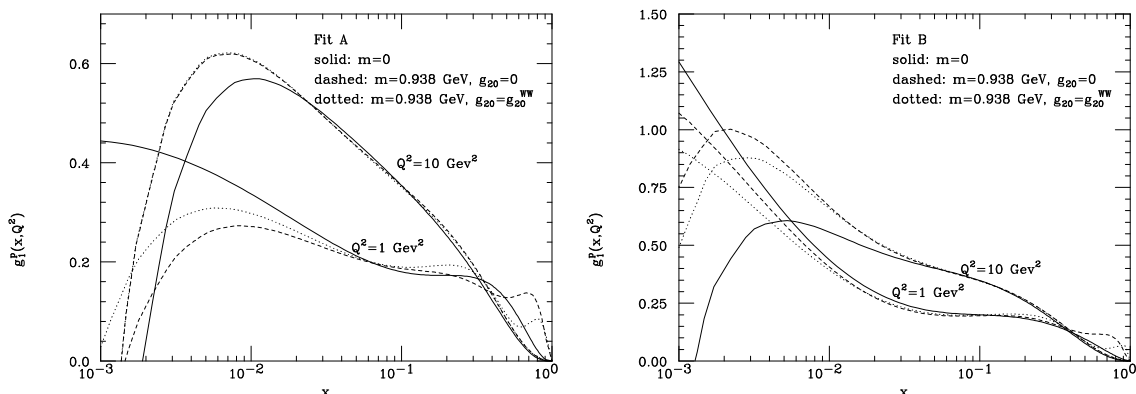 Fit A
solid: m=0
dashed: m=0.938 GeV, g₂₀=0
dotted: m=0.938 GeV, g₂₀=g₂₀ᵂᵂ
Q²=10 Gev²
Q²=1 Gev²
g₁ᵖ(x,Q²)
0.6
0.4
0.2
0.0
10⁻³
10⁻²
10⁻¹
10⁰
x
Fit B
solid: m=0
dashed: m=0.938 GeV, g₂₀=0
dotted: m=0.938 GeV, g₂₀=g₂₀ᵂᵂ
Q²=10 GeV²
Q²=1 GeV²
g₁ᵖ(x,Q²)
1.50
1.25
1.00
0.75
0.50
0.25
0.00
10⁻³
10⁻²
10⁻¹
10⁰
x